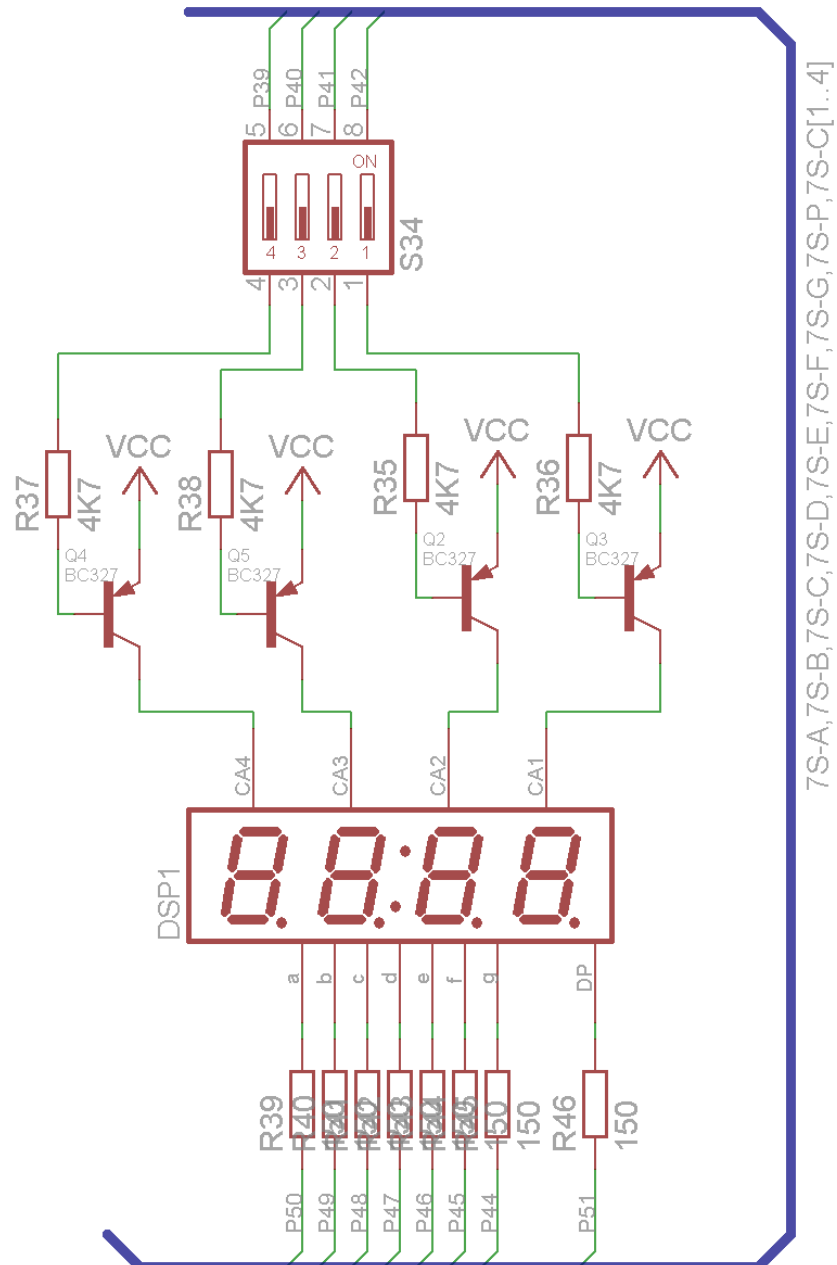 P39
P40
P41
P42
5
6
7
8
ON
4
3
2
1
S34
4
3
2
1
R37
4K7
VCC
R38
4K7
VCC
R35
4K7
VCC
R36
4K7
VCC
Q4
BC327
Q5
BC327
Q2
BC327
Q3
BC327
CA4
CA3
CA2
CA1
DSP1
a
b
c
d
e
f
g
DP
R39
R40
150
150
R46
150
P50
P49
P48
P47
P46
P45
P44
P51
7S-A,7S-B,7S-C,7S-D,7S-E,7S-F,7S-G,7S-P,7S-C[1..4]